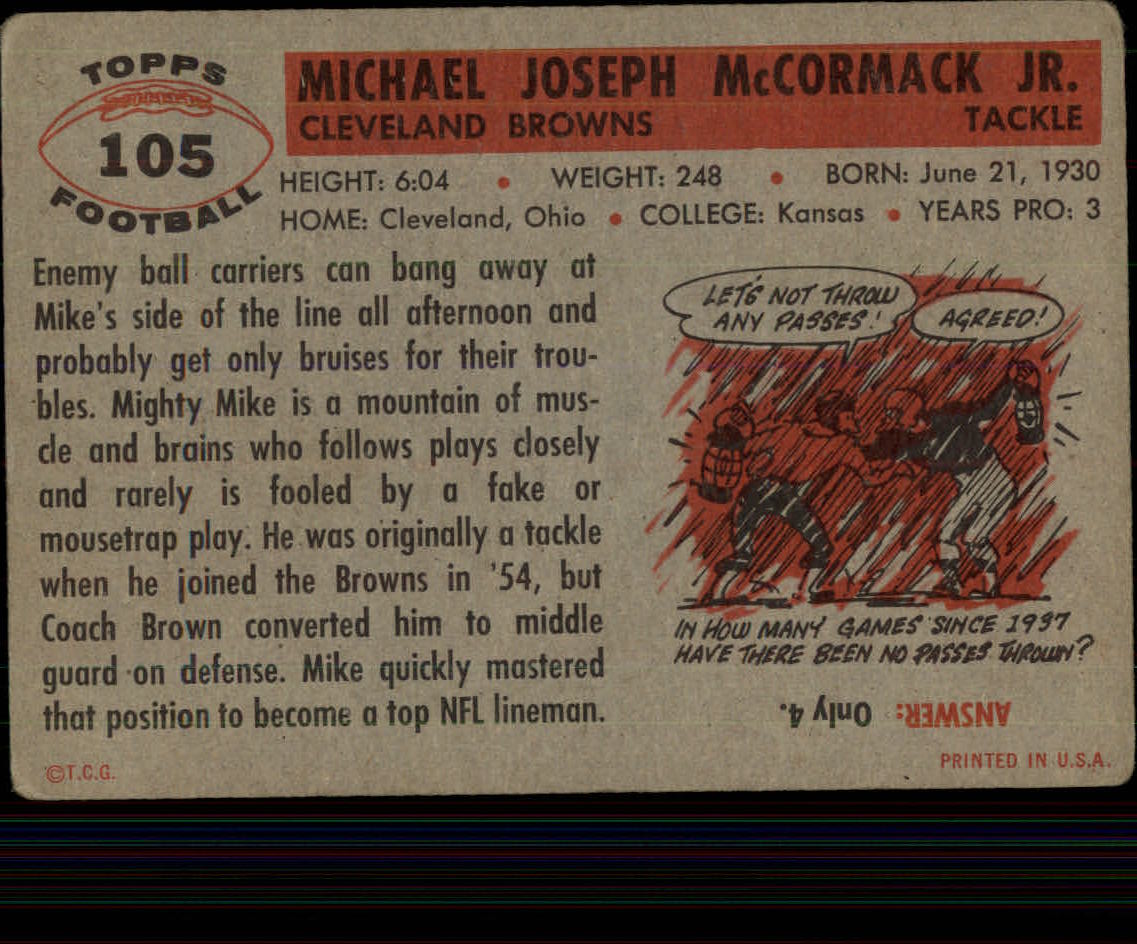 TOPPS
105
FOOTBALL
MICHAEL JOSEPH McCORMACK JR.
CLEVELAND BROWNS TACKLE
HEIGHT: 6:04 • WEIGHT: 248 • BORN: June 21, 1930
HOME: Cleveland, Ohio • COLLEGE: Kansas • YEARS PRO: 3
Enemy ball carriers can bang away at
Mike's side of the line all afternoon and
probably get only bruises for their trou-
bles. Mighty Mike is a mountain of mus-
cle and brains who follows plays closely
and rarely is fooled by a fake or
mousetrap play. He was originally a tackle
when he joined the Browns in '54, but
Coach Brown converted him to middle
guard on defense. Mike quickly mastered
that position to become a top NFL lineman.
LET'S NOT THROW
ANY PASSES!
AGREED!
IN HOW MANY GAMES SINCE 1937
HAVE THERE BEEN NO PASSES THROWN?
ANSWER: Only 4.
©T.C.G.
PRINTED IN U.S.A.